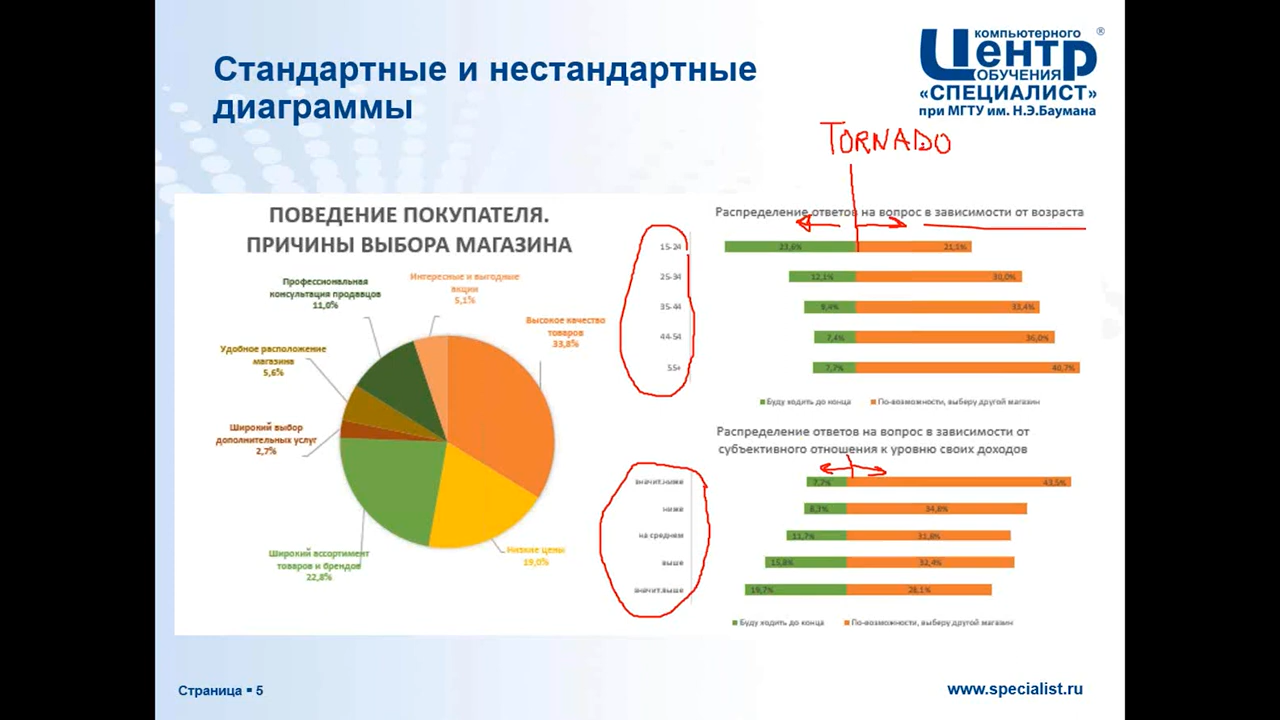 Стандартные и нестандартные
диаграммы
компьютерного
Центр®
ОБУЧЕНИЯ
«СПЕЦИАЛИСТ»
при МГТУ им. Н.Э.Баумана
TORNADO
ПОВЕДЕНИЕ ПОКУПАТЕЛЯ.
ПРИЧИНЫ ВЫБОРА МАГАЗИНА
Интересные и выгодные
акции
5,1%
Профессиональная
консультация продавцов
11,0%
Высокое качество
товаров
33,8%
Удобное расположение
магазина
5,6%
Широкий выбор
дополнительных услуг
2,7%
Широкий ассортимент
товаров и брендов
22,8%
Низкие цены
19,0%
Распределение ответов на вопрос в зависимости от возраста
15-24 23,6% 21,1%
25-34 12,1% 30,0%
35-44 9,4% 33,4%
44-54 7,4% 36,0%
55+ 7,7% 40,7%
Буду ходить до конца По-возможности, выберу другой магазин
Распределение ответов на вопрос в зависимости от
субъективного отношения к уровню своих доходов
значит.ниже 7,7% 43,5%
ниже 8,3% 34,8%
на среднем 11,7% 31,8%
выше 15,8% 32,4%
значит.выше 19,7% 28,1%
Буду ходить до конца По-возможности, выберу другой магазин
Страница ▪ 5
www.specialist.ru